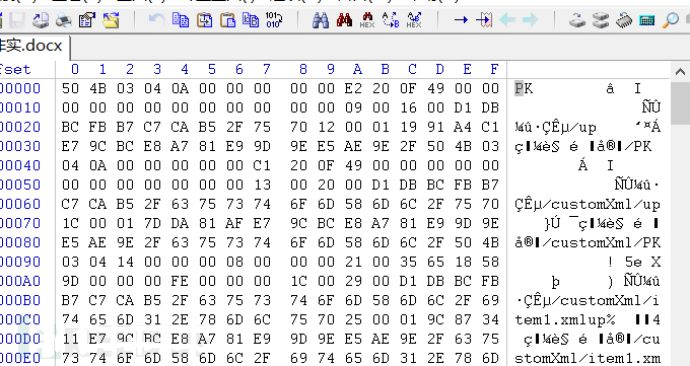 实.docx
ffset 0 1 2 3 4 5 6 7 8 9 A B C D E F
00000 50 4B 03 04 0A 00 00 00 00 00 E2 20 0F 49 00 00 PK â I
00010 00 00 00 00 00 00 00 00 00 00 09 00 16 00 D1 DB ÑÛ
00020 BC FB B7 C7 CA B5 2F 75 70 12 00 01 19 91 A4 C1 ¼û·ÇÊµ/up ‘¤Á
00030 E7 9C BC E8 A7 81 E9 9D 9E E5 AE 9E 2F 50 4B 03 ç ¼è§ é å®/PK
00040 04 0A 00 00 00 00 00 C1 20 0F 49 00 00 00 00 00 Á I
00050 00 00 00 00 00 00 00 13 00 20 00 D1 DB BC FB B7 ÑÛ¼û·
00060 C7 CA B5 2F 63 75 73 74 6F 6D 58 6D 6C 2F 75 70 ÇÊµ/customXml/up
00070 1C 00 01 7D DA 81 AF E7 9C BC E8 A7 81 E9 9D 9E }Ú ¯ç ¼è§ é
00080 E5 AE 9E 2F 63 75 73 74 6F 6D 58 6D 6C 2F 50 4B å®/customXml/PK
00090 03 04 14 00 00 00 08 00 00 00 21 00 35 65 18 58 ! 5e X
000A0 9D 00 00 00 FE 00 00 00 1C 00 29 00 D1 DB BC FB þ ) ÑÛ¼û
000B0 B7 C7 CA B5 2F 63 75 73 74 6F 6D 58 6D 6C 2F 69 ·ÇÊµ/customXml/i
000C0 74 65 6D 31 2E 78 6D 6C 75 70 25 00 01 9C 87 34 tem1.xmlup% 4
000D0 11 E7 9C BC E8 A7 81 E9 9D 9E E5 AE 9E 2F 63 75 ç ¼è§ é å®/cu
000E0 73 74 6F 6D 58 6D 6C 2F 69 74 65 6D 31 2E 78 6D stomXml/item1.xm